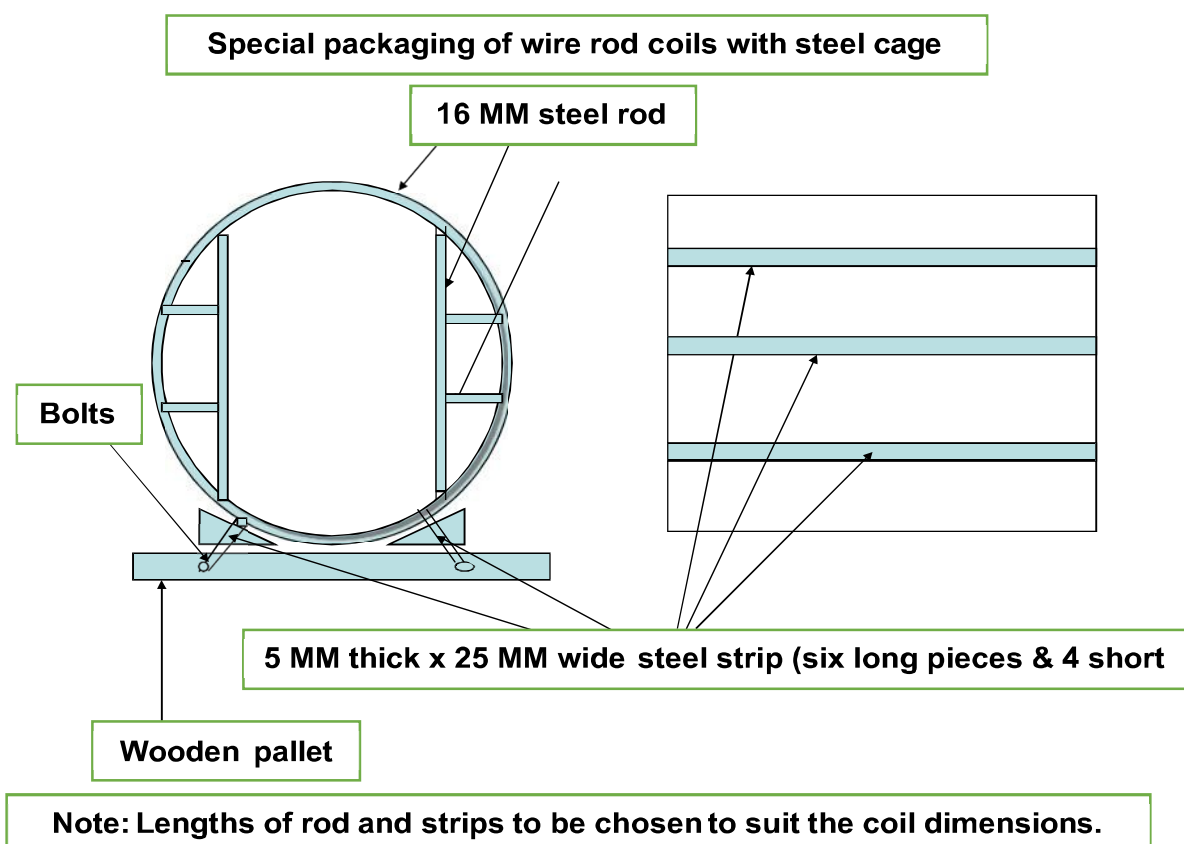 Special packaging of wire rod coils with steel cage
16 MM steel rod
Bolts
5 MM thick x 25 MM wide steel strip (six long pieces & 4 short
Wooden pallet
Note: Lengths of rod and strips to be chosen to suit the coil dimensions.